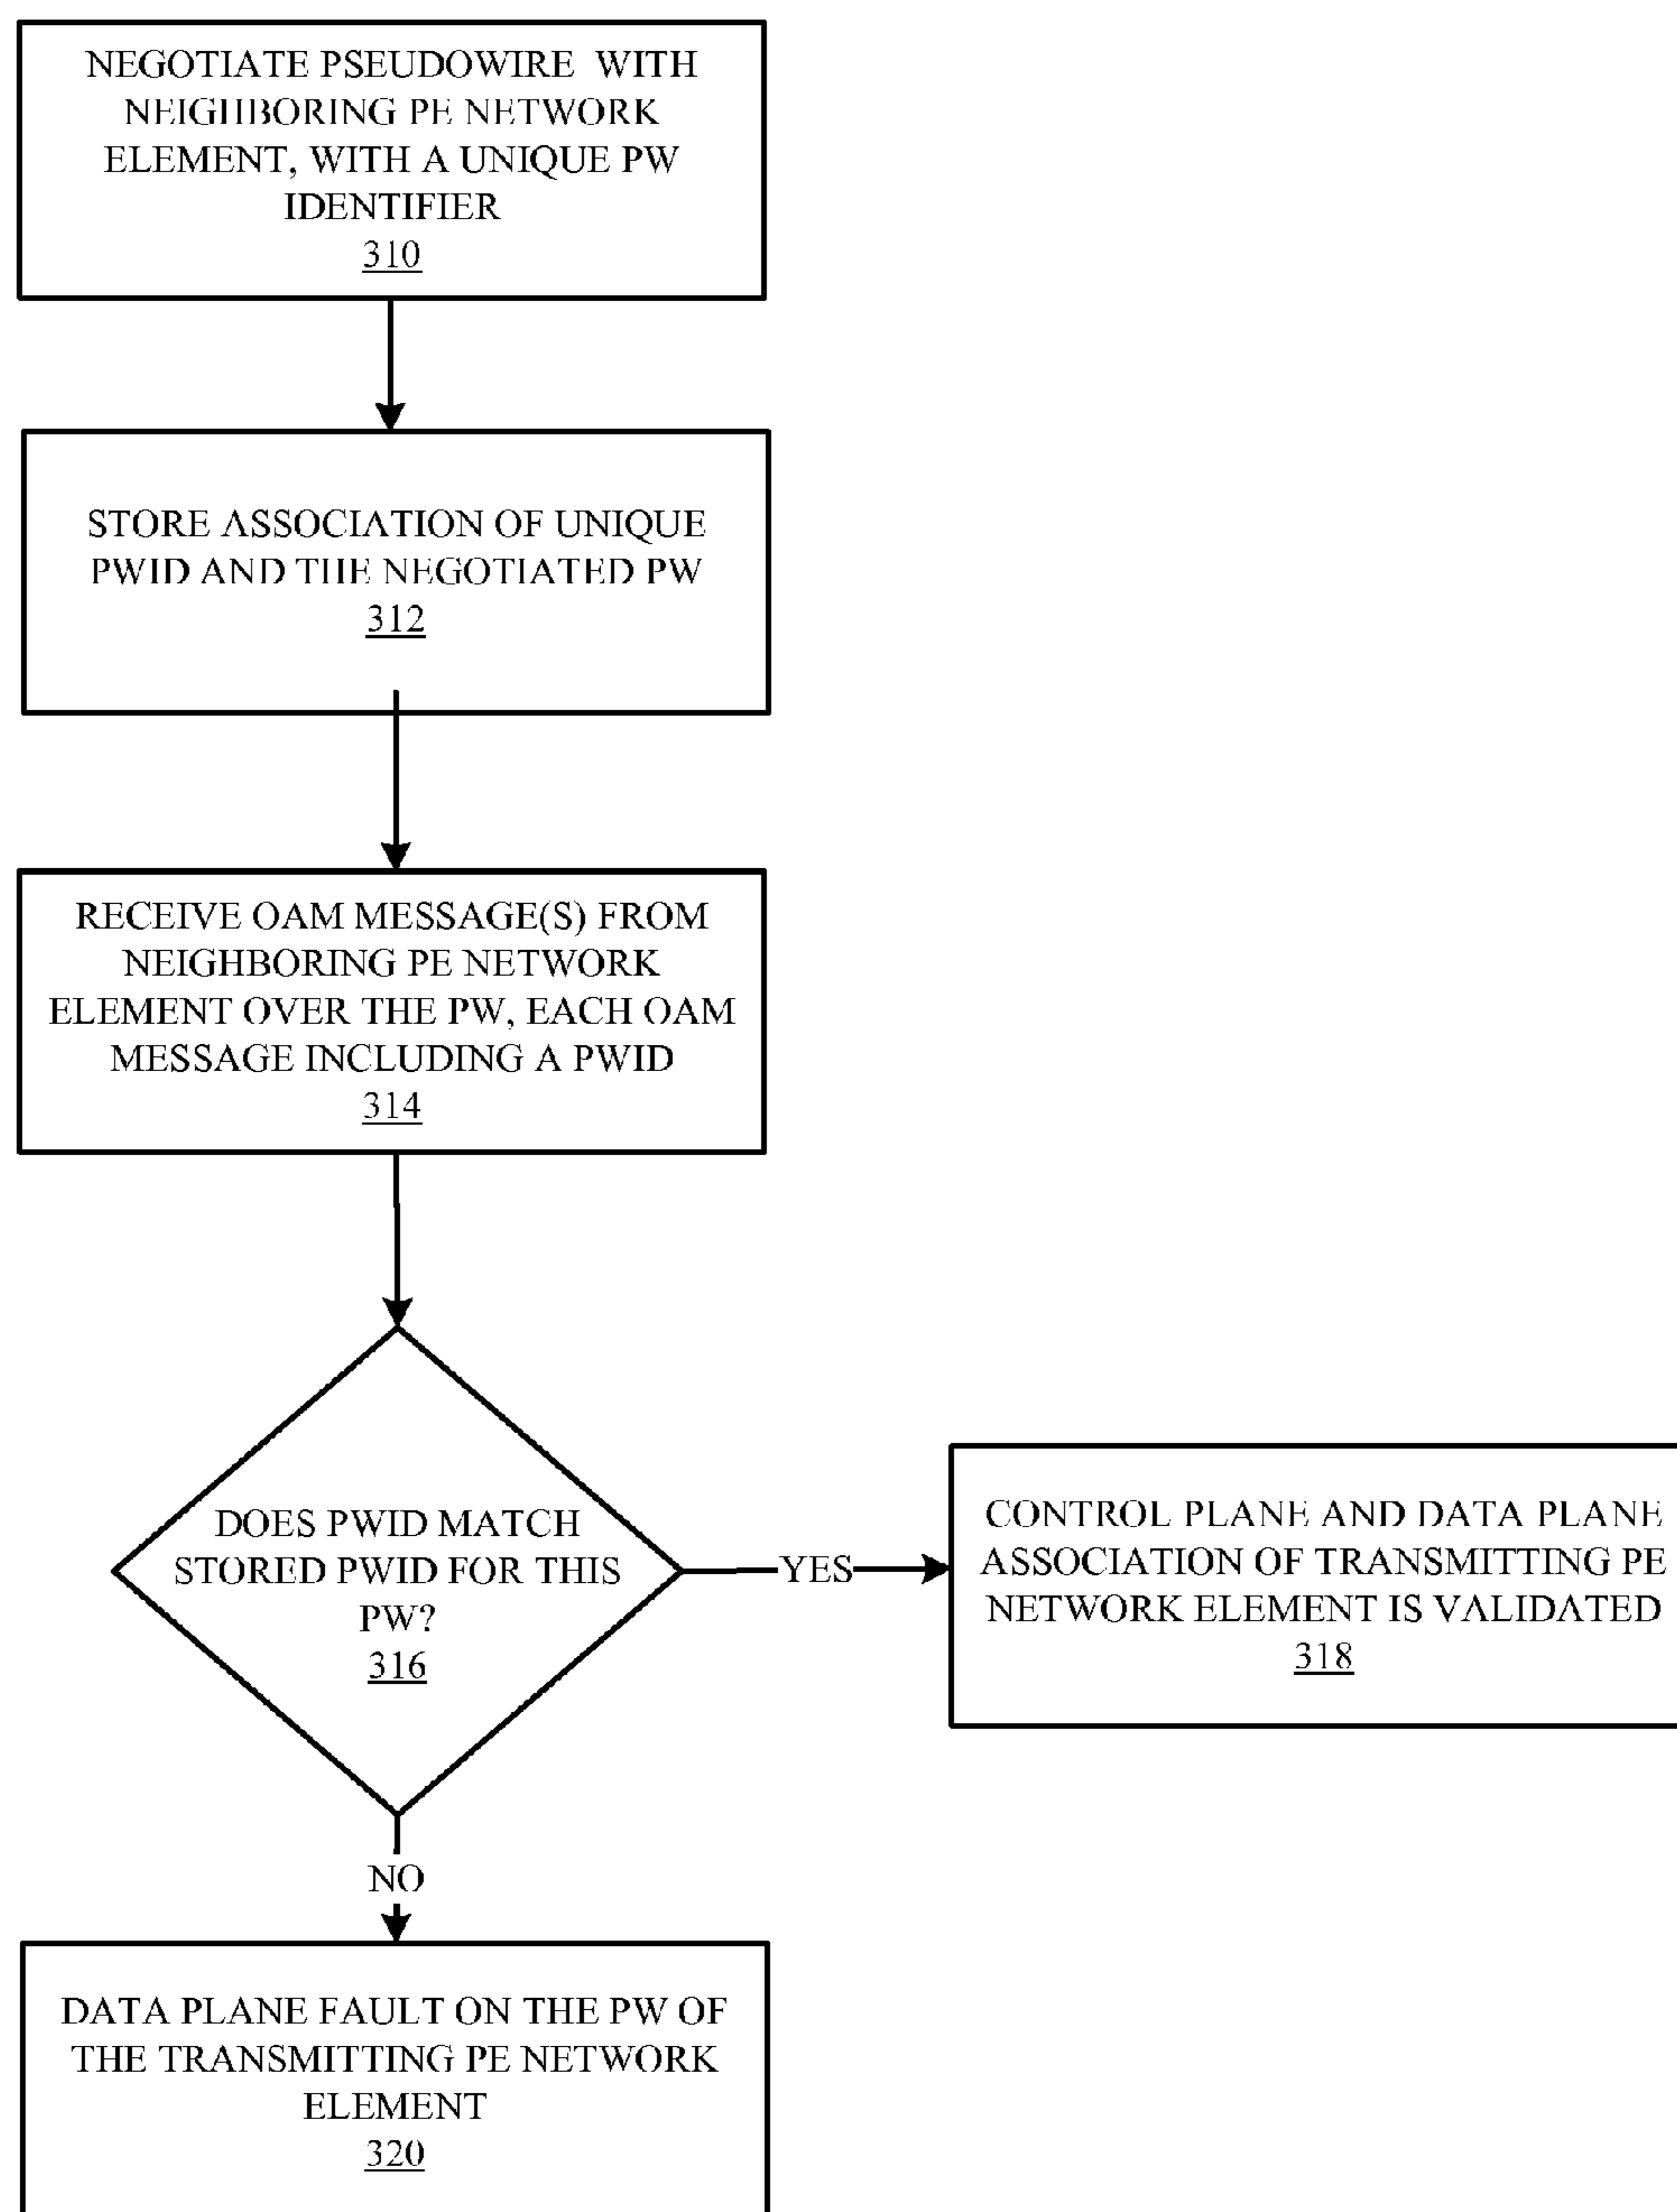 NEGOTIATE PSEUDOWIRE WITH
NEIGHBORING PE NETWORK
ELEMENT, WITH A UNIQUE PW
IDENTIFIER
310
STORE ASSOCIATION OF UNIQUE
PWID AND THE NEGOTIATED PW
312
RECEIVE OAM MESSAGE(S) FROM
NEIGHBORING PE NETWORK
ELEMENT OVER THE PW, EACH OAM
MESSAGE INCLUDING A PWID
314
DOES PWID MATCH
STORED PWID FOR THIS
PW?
316
YES
CONTROL PLANE AND DATA PLANE
ASSOCIATION OF TRANSMITTING PE
NETWORK ELEMENT IS VALIDATED
318
NO
DATA PLANE FAULT ON THE PW OF
THE TRANSMITTING PE NETWORK
ELEMENT
320